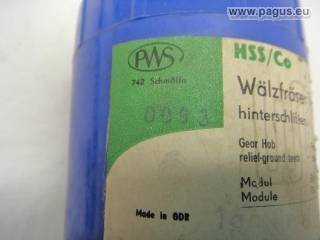 www.pagus.eu
PWS
742 Schmölln
0093
HSS/Co
Wälzfräser
Gear Hob
relief-ground teeth
Modul
Module
Made in GDR